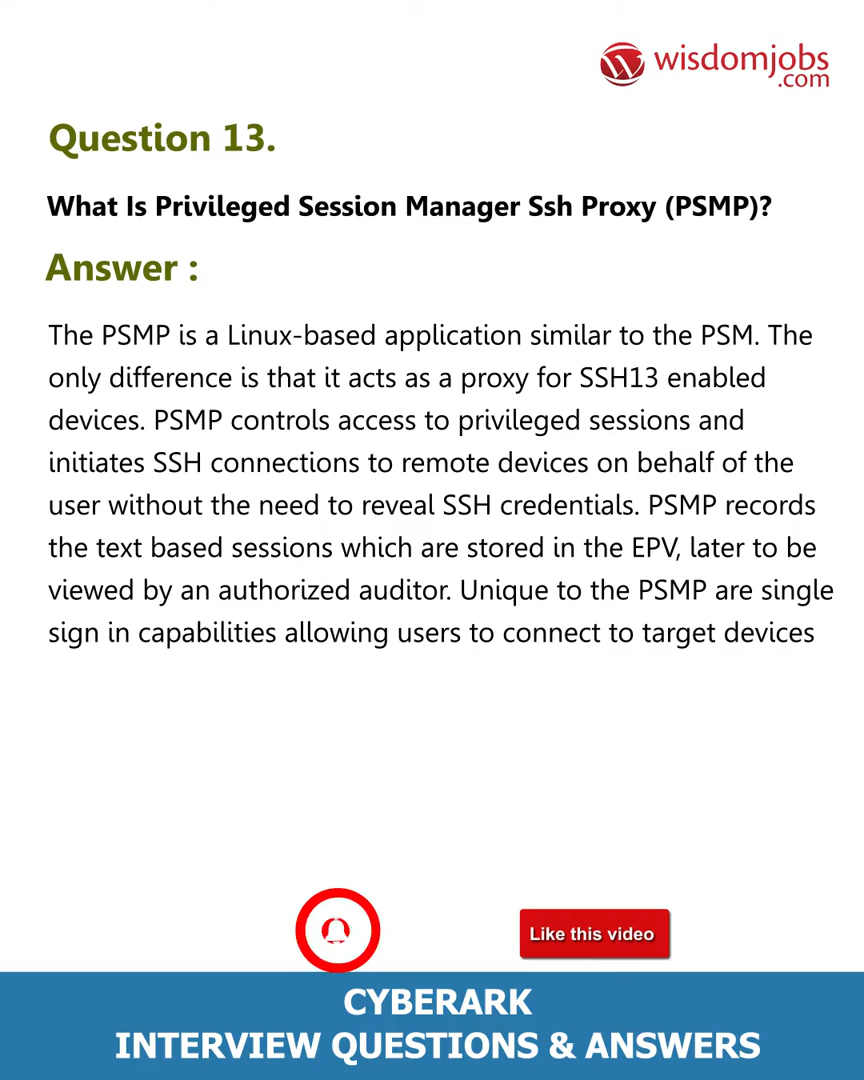 wisdomjobs
.com
Question 13.
What Is Privileged Session Manager Ssh Proxy (PSMP)?
Answer :
The PSMP is a Linux-based application similar to the PSM. The
only difference is that it acts as a proxy for SSH13 enabled
devices. PSMP controls access to privileged sessions and
initiates SSH connections to remote devices on behalf of the
user without the need to reveal SSH credentials. PSMP records
the text based sessions which are stored in the EPV, later to be
viewed by an authorized auditor. Unique to the PSMP are single
sign in capabilities allowing users to connect to target devices
Like this video
CYBERARK
INTERVIEW QUESTIONS & ANSWERS